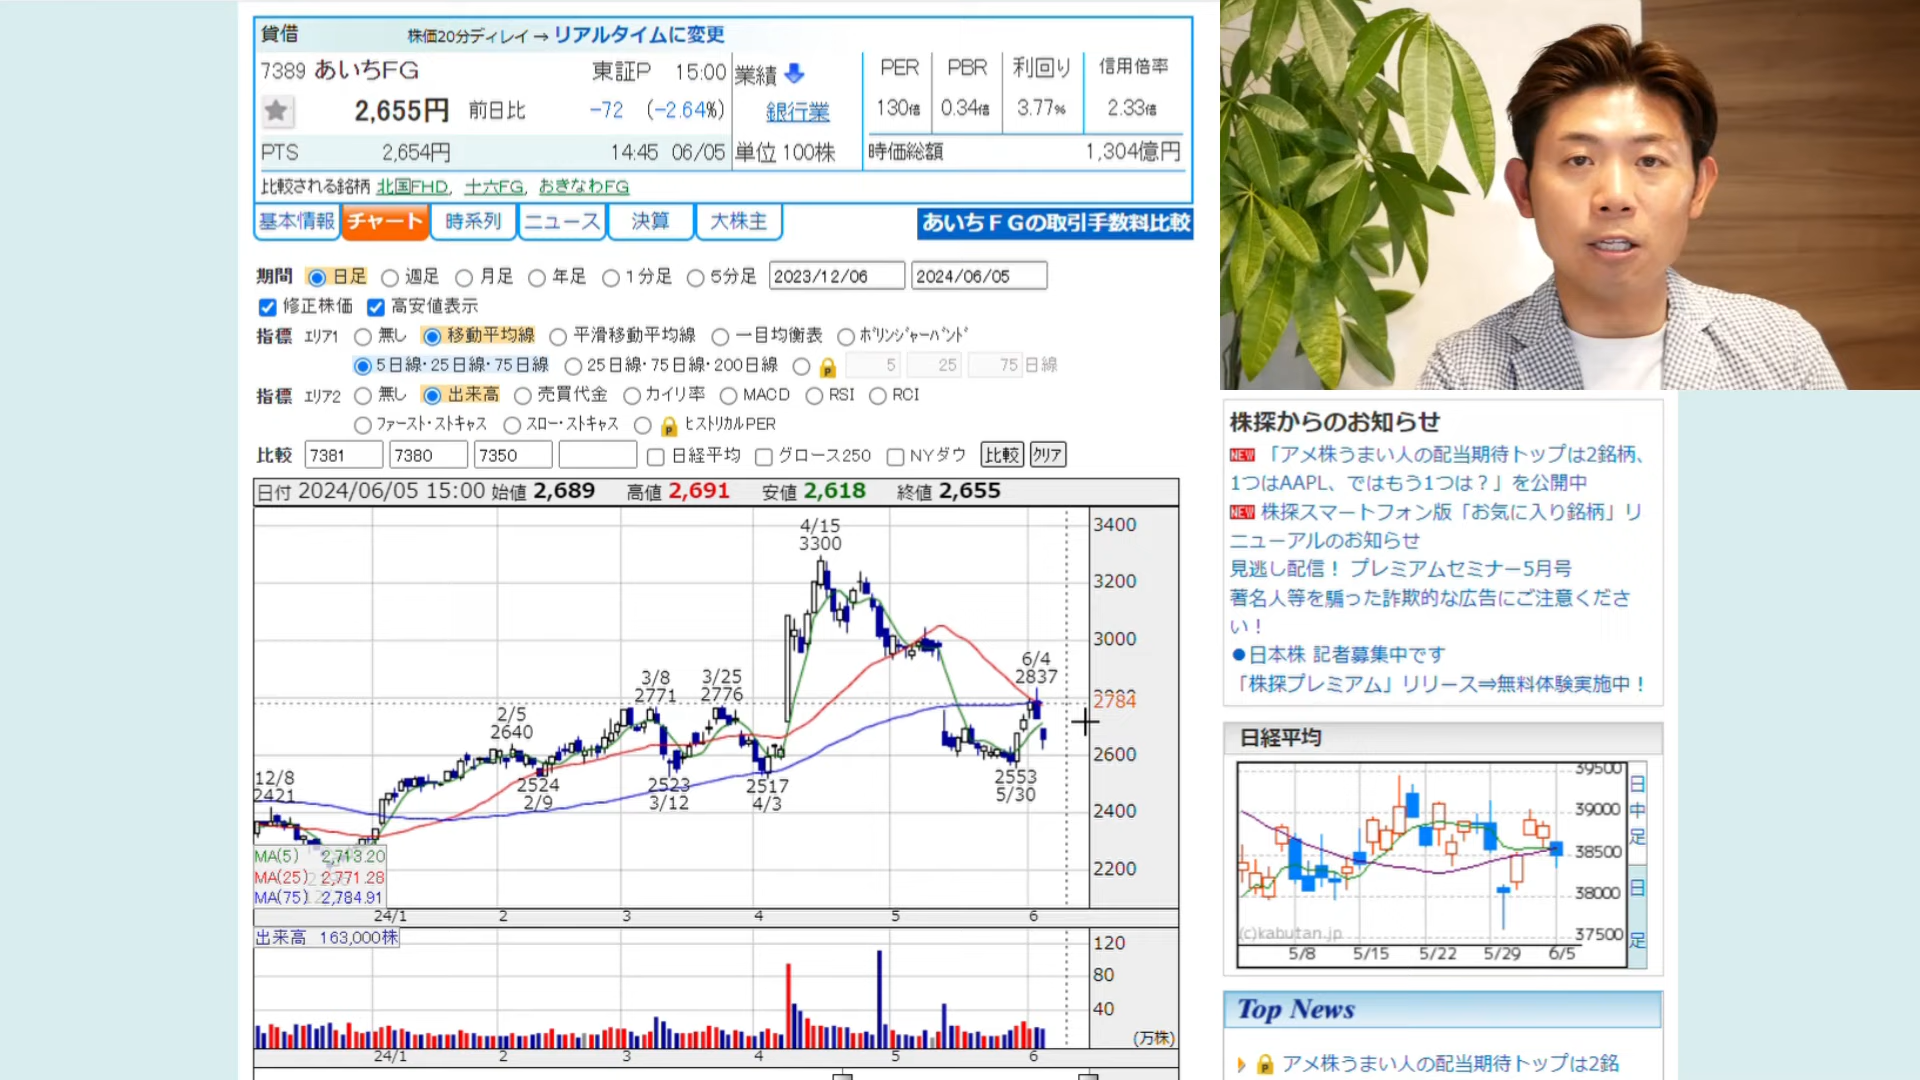 貸借 株価20分ディレイ → リアルタイムに変更
7389 あいちFG 東証P 15:00 業績
2,655円 前日比 -72 (-2.64%) 銀行業
PTS 2,654円 14:45 06/05 単位 100株
PER PBR 利回り 信用倍率
130倍 0.34倍 3.77% 2.33倍
時価総額 1,304億円
比較される銘柄 北国FHD, 十六FG, おきなわFG
基本情報 チャート 時系列 ニュース 決算 大株主
あいちＦＧの取引手数料比較
期間 日足 週足 月足 年足 1分足 5分足 2023/12/06 2024/06/05
修正株価 高安値表示
指標 エリア1 無し 移動平均線 平滑移動平均線 一目均衡表 ボリンジャーバンド
5日線・25日線・75日線 25日線・75日線・200日線 5 25 75 日線
指標 エリア2 無し 出来高 売買代金 カイリ率 MACD RSI RCI
ファースト・ストキャス スロー・ストキャス ヒストリカルPER
比較 7381 7380 7350 日経平均 グロース250 NYダウ 比較 クリア
日付 2024/06/05 15:00 始値 2,689 高値 2,691 安値 2,618 終値 2,655
3400
3200
3000
2784
2600
2400
2200
4/15
3300
6/4
2837
3/8
2771
3/25
2776
2/5
2640
2524
2/9
2523
3/12
2517
4/3
2553
5/30
12/8
2421
MA(5) 2,713.20
MA(25) 2,771.28
MA(75) 2,784.91
24/1 2 3 4 5 6
出来高 163,000株
120
80
40
(万株)
24/1 2 3 4 5 6
株探からのお知らせ
NEW 「アメ株うまい人の配当期待トップは2銘柄、
1つはAAPL、ではもう1つは？」を公開中
NEW 株探スマートフォン版「お気に入り銘柄」リ
ニューアルのお知らせ
見逃し配信！ プレミアムセミナー5月号
著名人等を騙った詐欺的な広告にご注意くださ
い！
●日本株 記者募集中です
「株探プレミアム」リリース⇒無料体験実施中！
日経平均
39500
39000
38500
38000
37500
(c)kabutan.jp
5/8 5/15 5/22 5/29 6/5
日
中
足
日
足
Top News
アメ株うまい人の配当期待トップは2銘